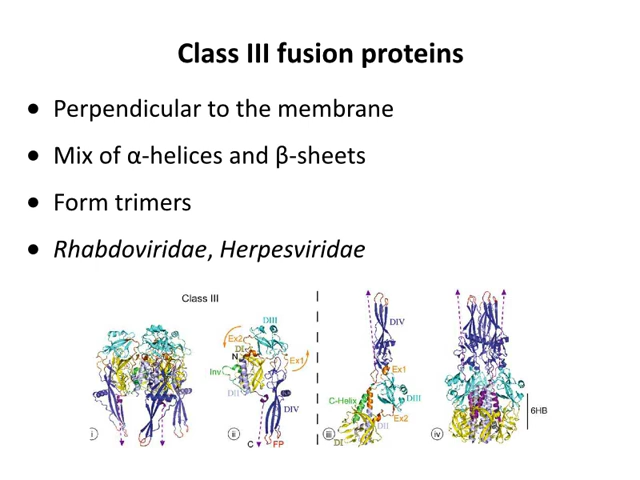 Class III fusion proteins
• Perpendicular to the membrane
• Mix of α-helices and β-sheets
• Form trimers
• Rhabdoviridae, Herpesviridae
Class III
DIII
Ex2
DI
N
Ex1
Inv
DII
DIV
C
FP
i
ii
DIV
Ex1
C-Helix
DIII
Ex2
DII
DI
iii
6HB
iv